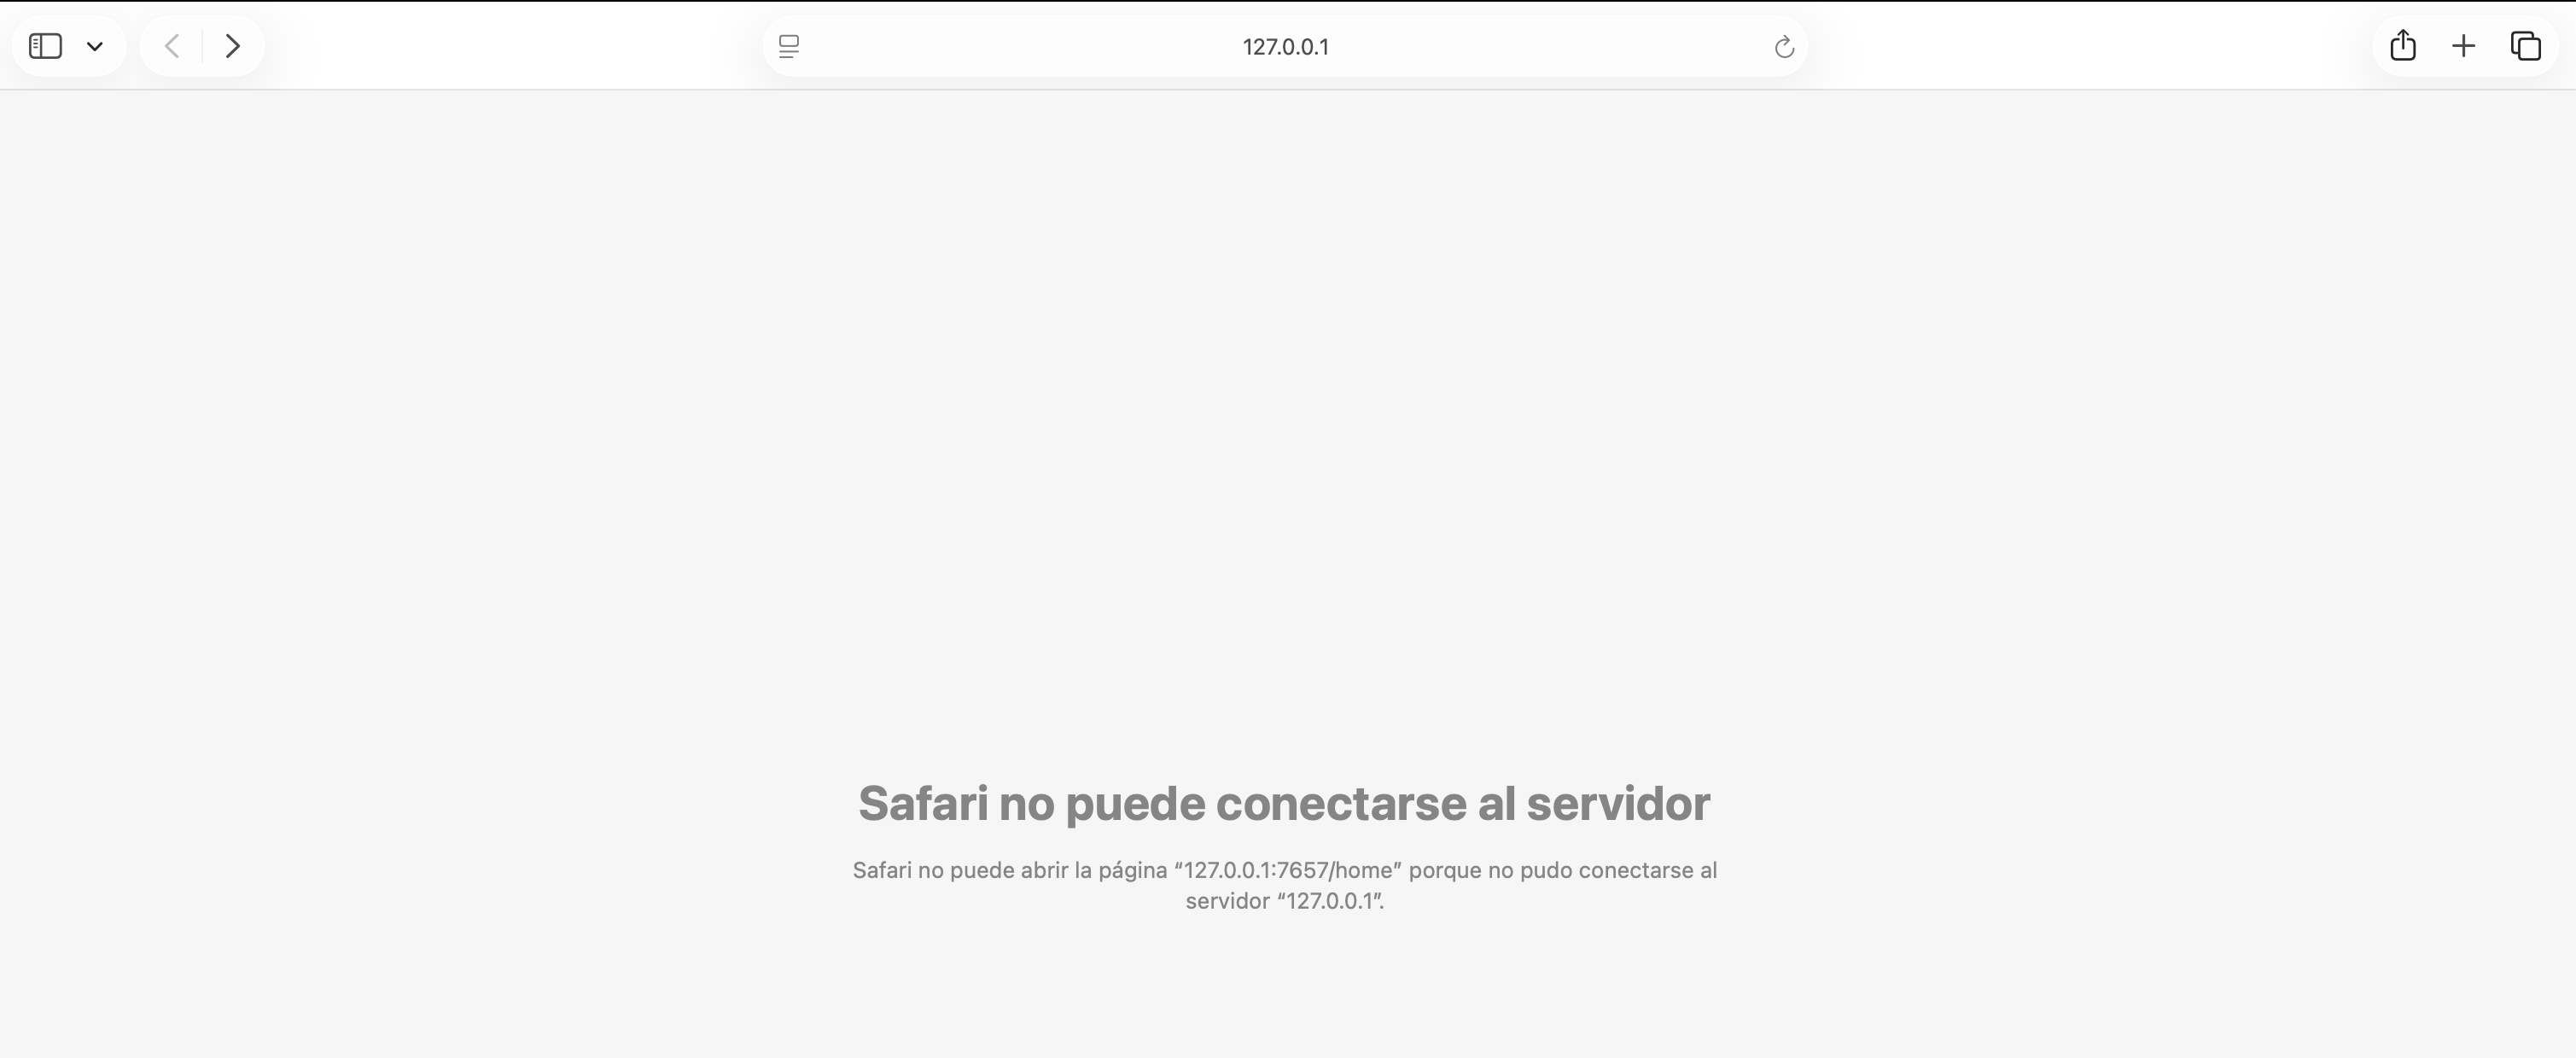 127.0.0.1
Safari no puede conectarse al servidor
Safari no puede abrir la página “127.0.0.1:7657/home” porque no pudo conectarse al
servidor “127.0.0.1”.